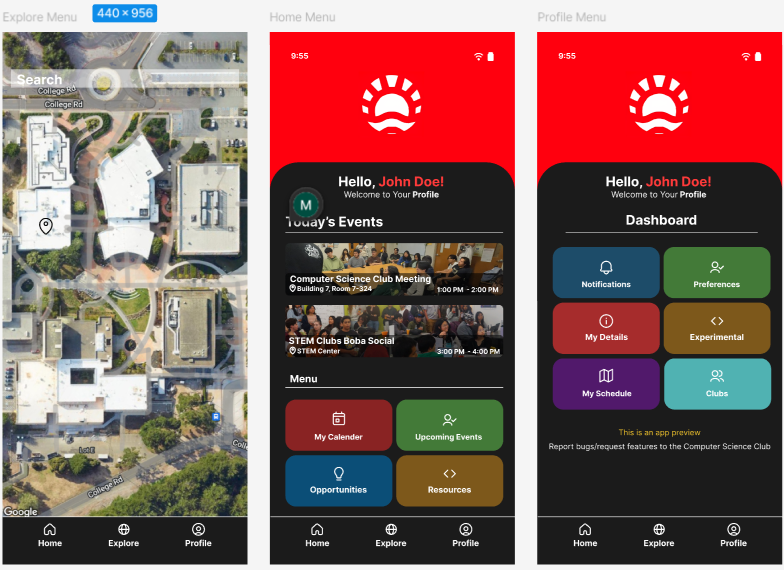 Explore Menu
440 × 956
Search
College Rd
College Rd
Lot E
College Rd
Coll
Google
Home
Explore
Profile
Home Menu
9:55
Hello, John Doe!
Welcome to Your Profile
M
Today's Events
Computer Science Club Meeting
Building 7, Room 7-324
1:00 PM - 2:00 PM
STEM Clubs Boba Social
STEM Center
3:00 PM - 4:00 PM
Menu
My Calender
Upcoming Events
Opportunities
Resources
Home
Explore
Profile
Profile Menu
9:55
Hello, John Doe!
Welcome to Your Profile
Dashboard
Notifications
Preferences
My Details
Experimental
My Schedule
Clubs
This is an app preview
Report bugs/request features to the Computer Science Club
Home
Explore
Profile